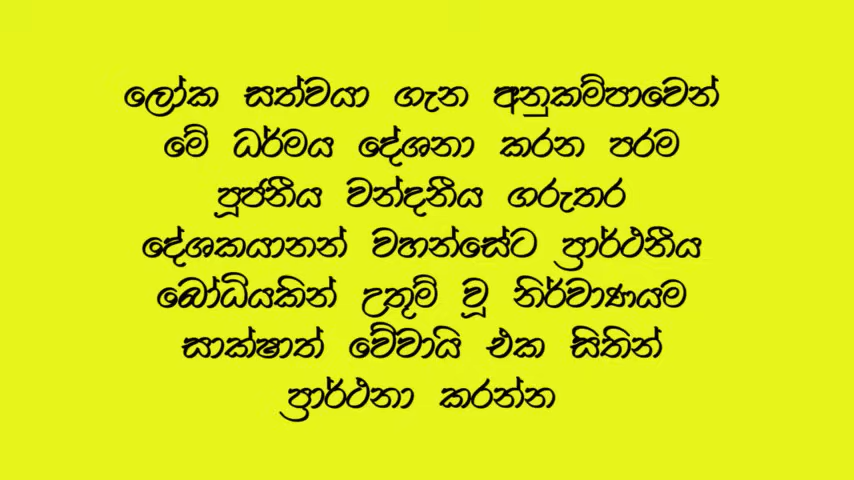 ලෝක සත්වයා ගැන අනුකම්පාවෙන්
මේ ධර්මය දේශනා කරන පරම
පූජනීය වන්දනීය ගරුතර
දේශකයානන් වහන්සේට ප්‍රාර්ථනීය
බෝධියකින් උතුම් වූ නිර්වාණයම
සාක්ෂාත් වේවායි එක සිතින්
ප්‍රාර්ථනා කරන්න